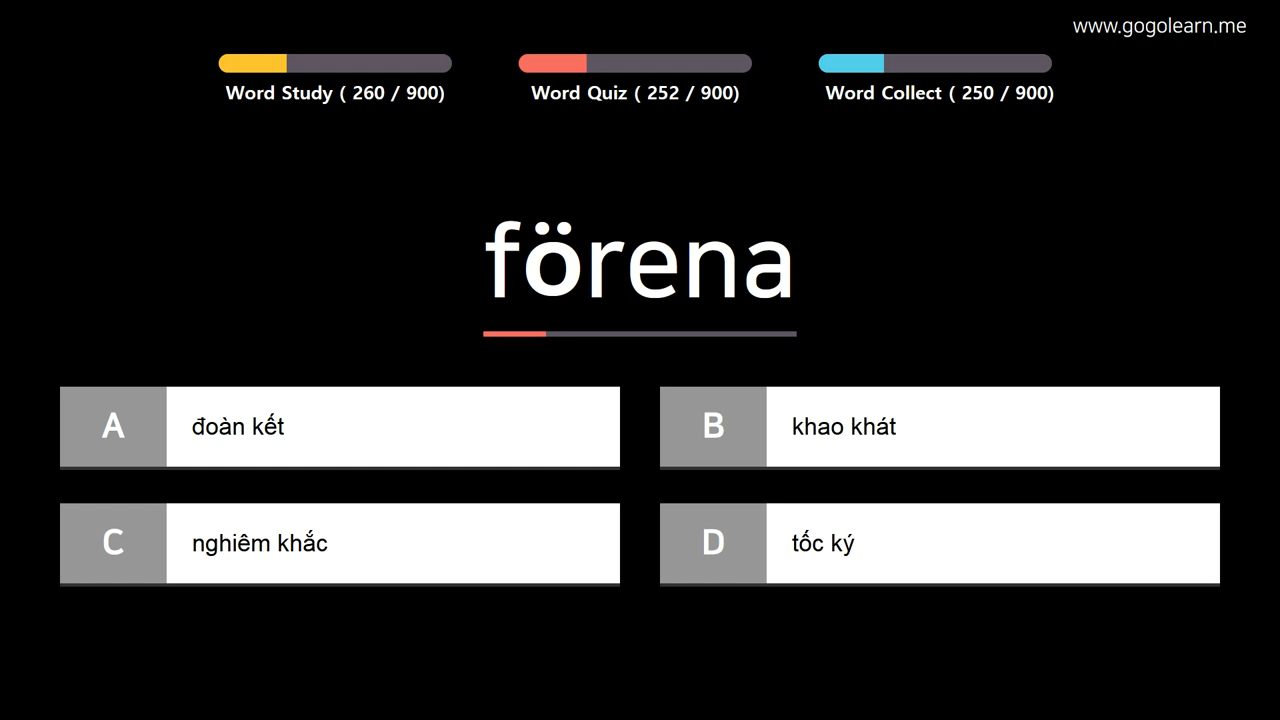 www.gogolearn.me
Word Study ( 260 / 900)
Word Quiz ( 252 / 900)
Word Collect ( 250 / 900)
förena
A đoàn kết
B khao khát
C nghiêm khắc
D tốc ký